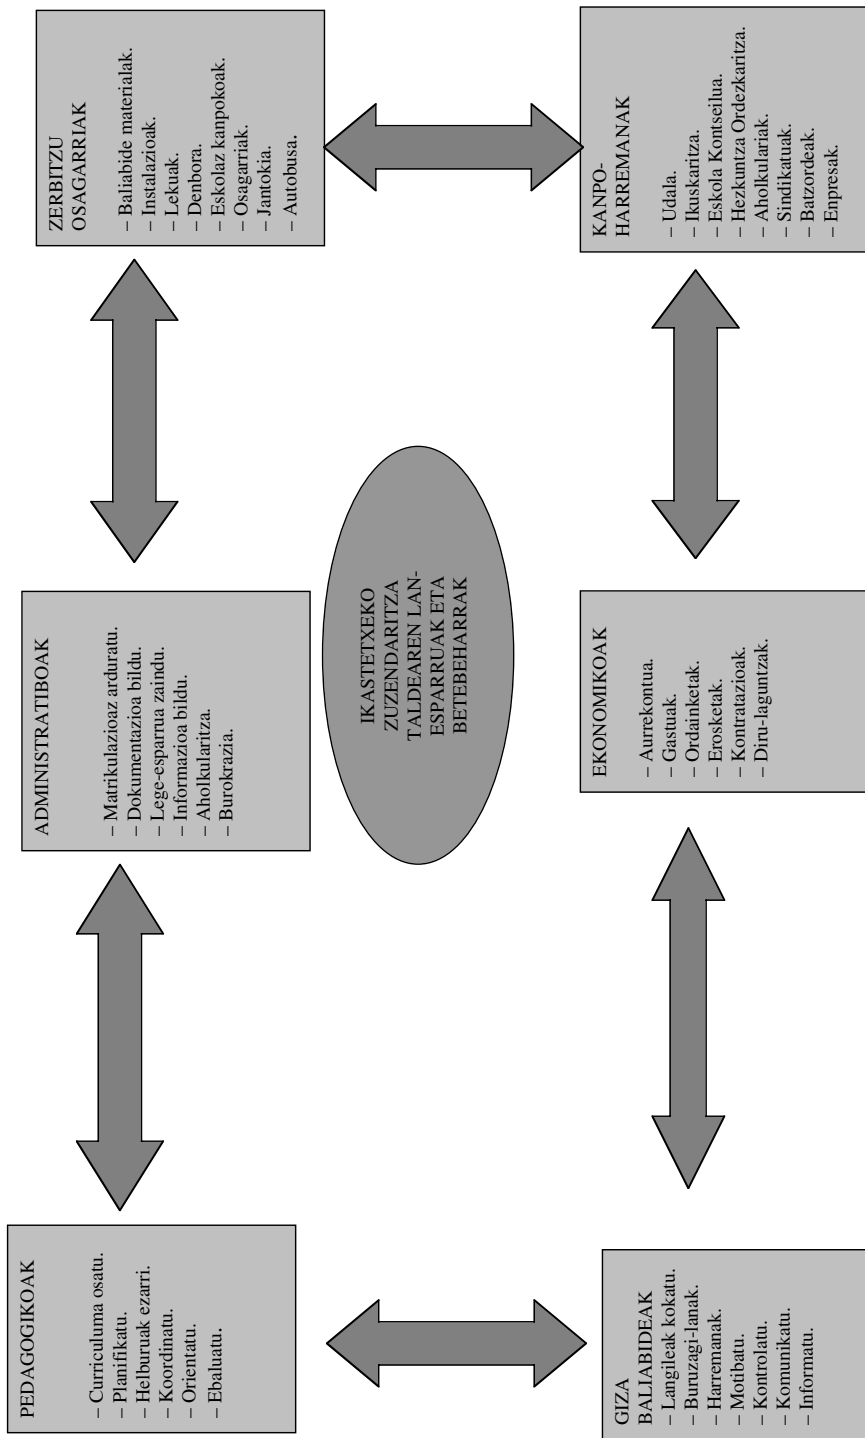 PEDAGOGIKOAK
– Curriculuma osatu.
– Planifikatu.
– Helburuak ezarri.
– Koordinatu.
– Orientatu.
– Ebaluatu.
ADMINISTRATIBOAK
– Matrikulazioaz arduratu.
– Dokumentazioa bildu.
– Lege-esparrua zaindu.
– Informazioa bildu.
– Aholkularitza.
– Burokrazia.
ZERBITZU
OSAGARRIAK
– Baliabide materialak.
– Instalazioak.
– Lekuak.
– Denbora.
– Eskolaz kanpokoak.
– Osagarriak.
– Jantokia.
– Autobusa.
IKASTETXEKO
ZUZENDARITZA
TALDEAREN LAN-
ESPARRUAK ETA
BETEBEHARRAK
GIZA
BALIABIDEAK
– Langileak kokatu.
– Buruzagi-lanak.
– Harremanak.
– Motibatu.
– Kontrolatu.
– Komunikatu.
– Informatu.
EKONOMIKOAK
– Aurrekontua.
– Gastuak.
– Ordainketak.
– Erosketak.
– Kontratazioak.
– Diru-laguntzak.
KANPO-
HARREMANAK
– Udala.
– Ikuskaritza.
– Eskola Kontseilua.
– Hezkuntza Ordezkaritza.
– Aholkulariak.
– Sindikatuak.
– Batzordeak.
– Enpresak.